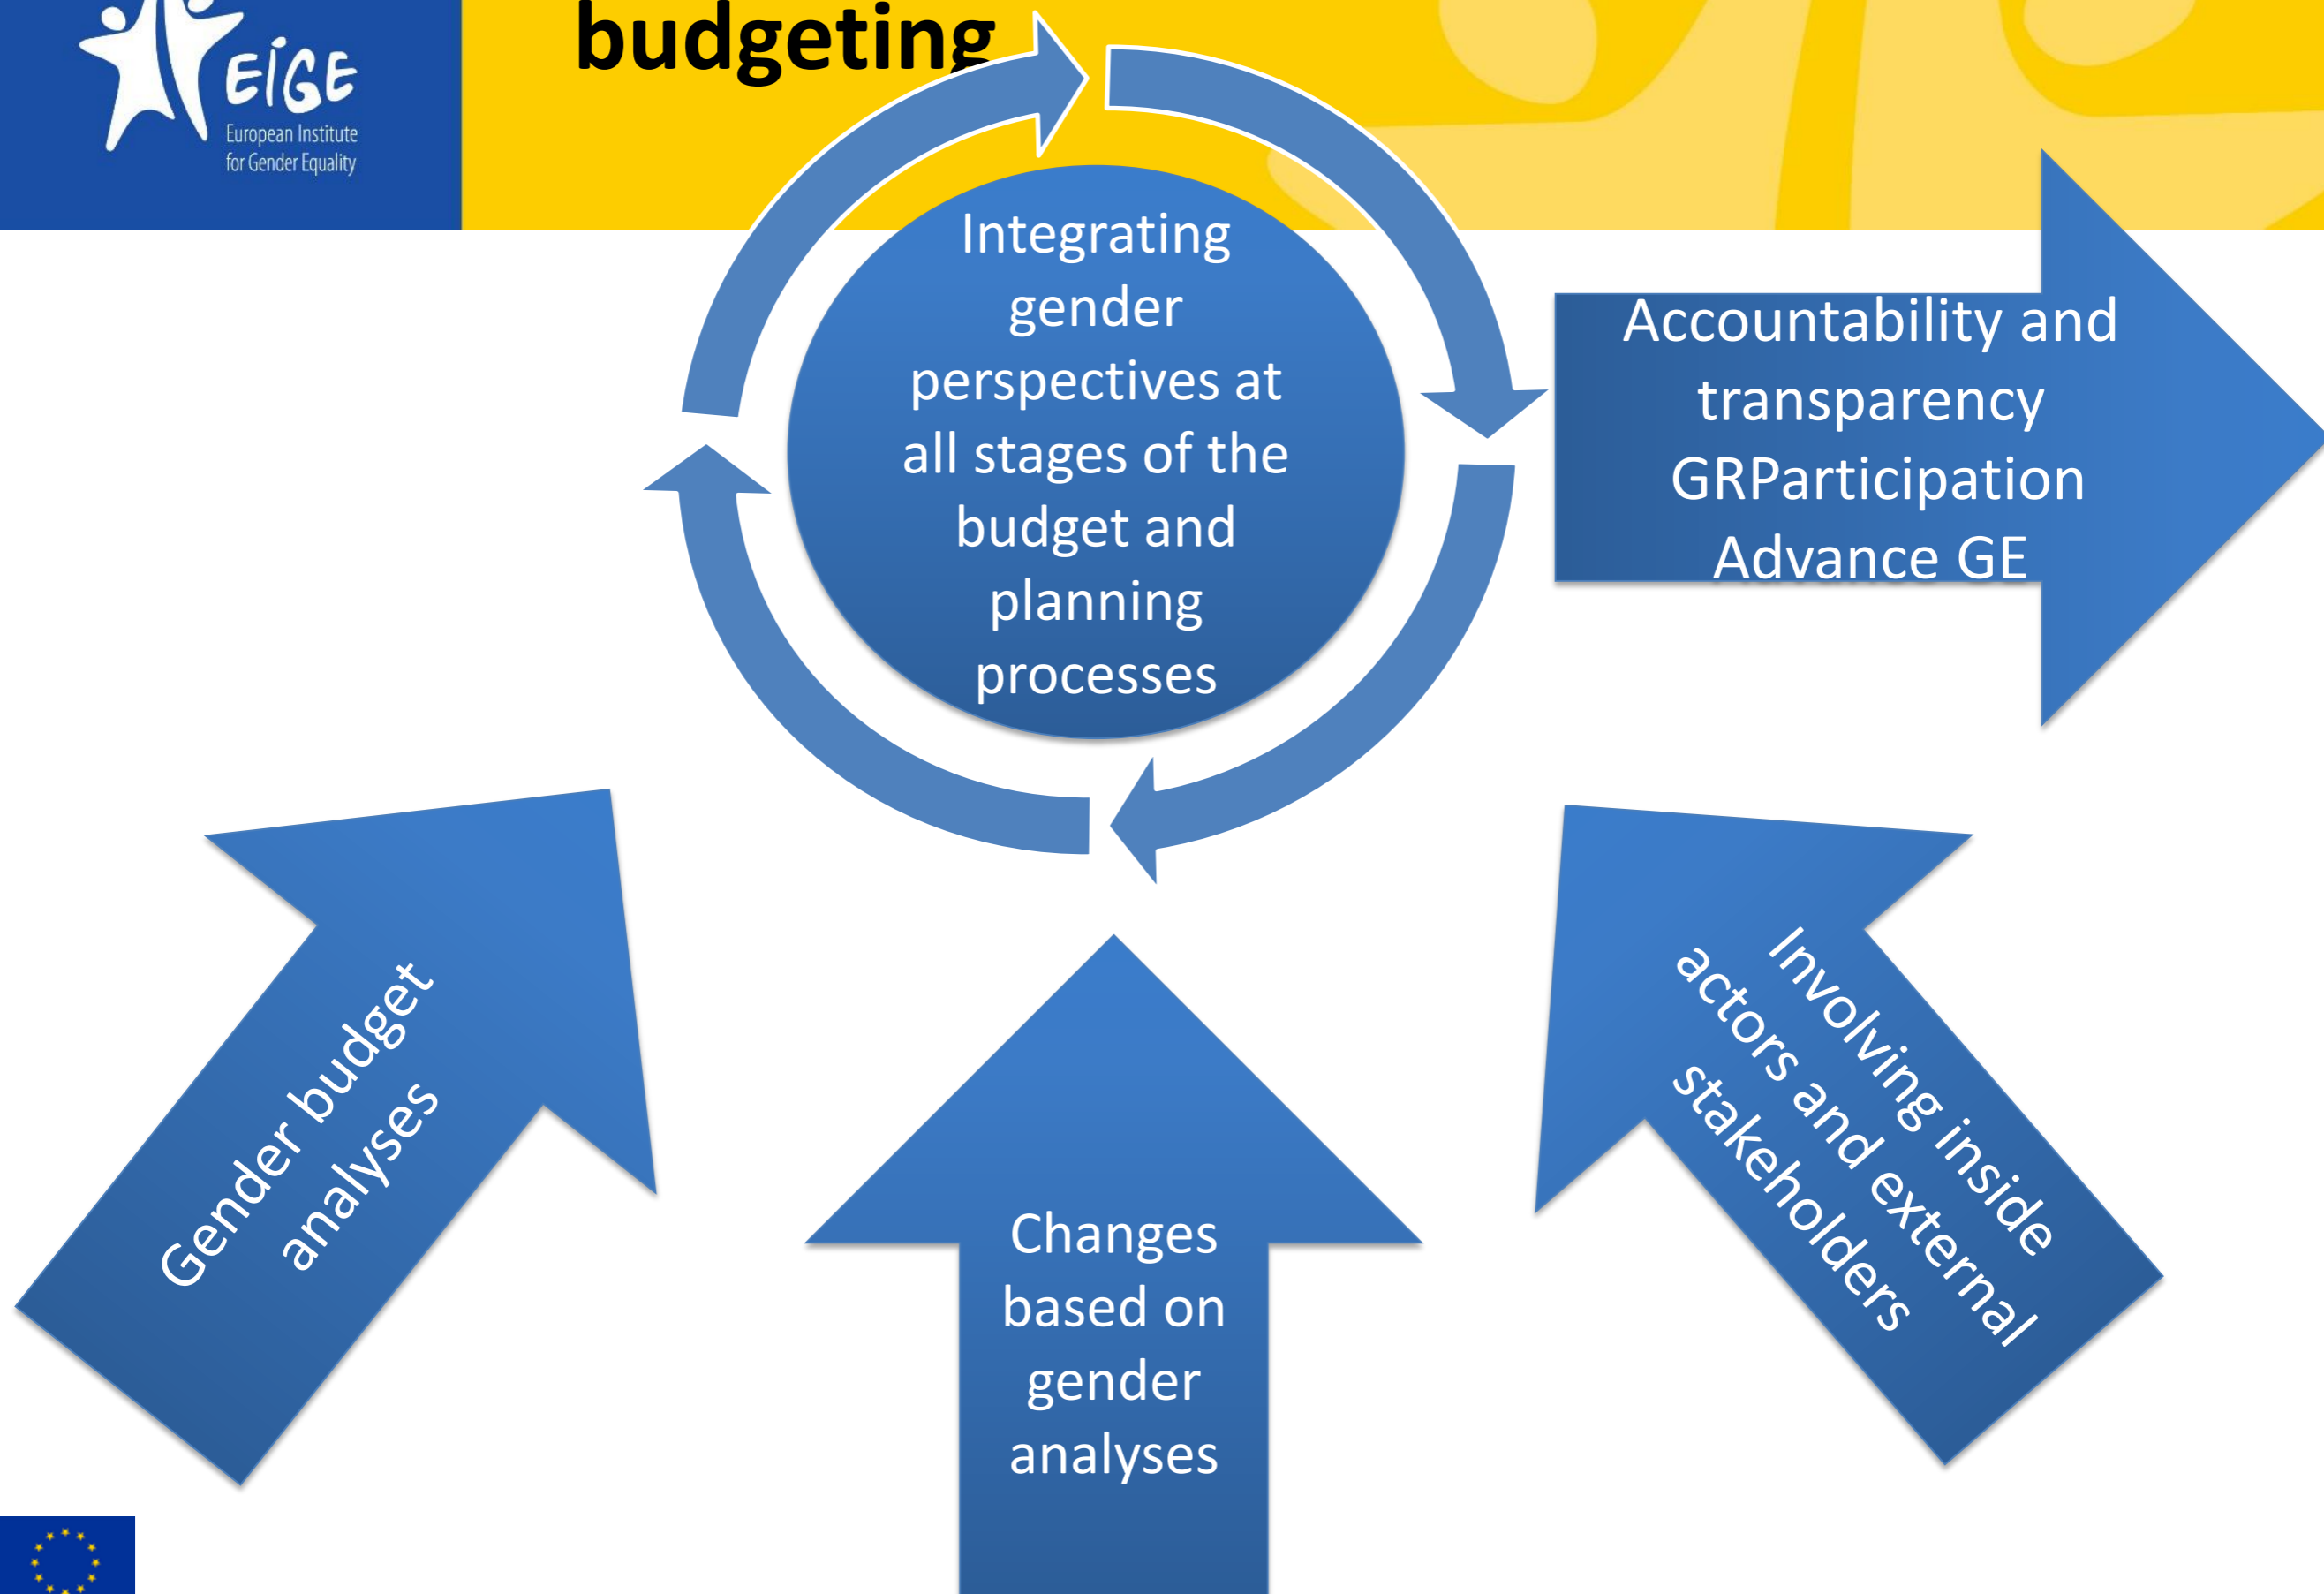 EIGE
European Institute
for Gender Equality
budgeting
Integrating
gender
perspectives at
all stages of the
budget and
planning
processes
Accountability and
transparency
GRParticipation
Advance GE
Gender budget
analyses
Changes
based on
gender
analyses
Involving inside
actors and external
stakeholders